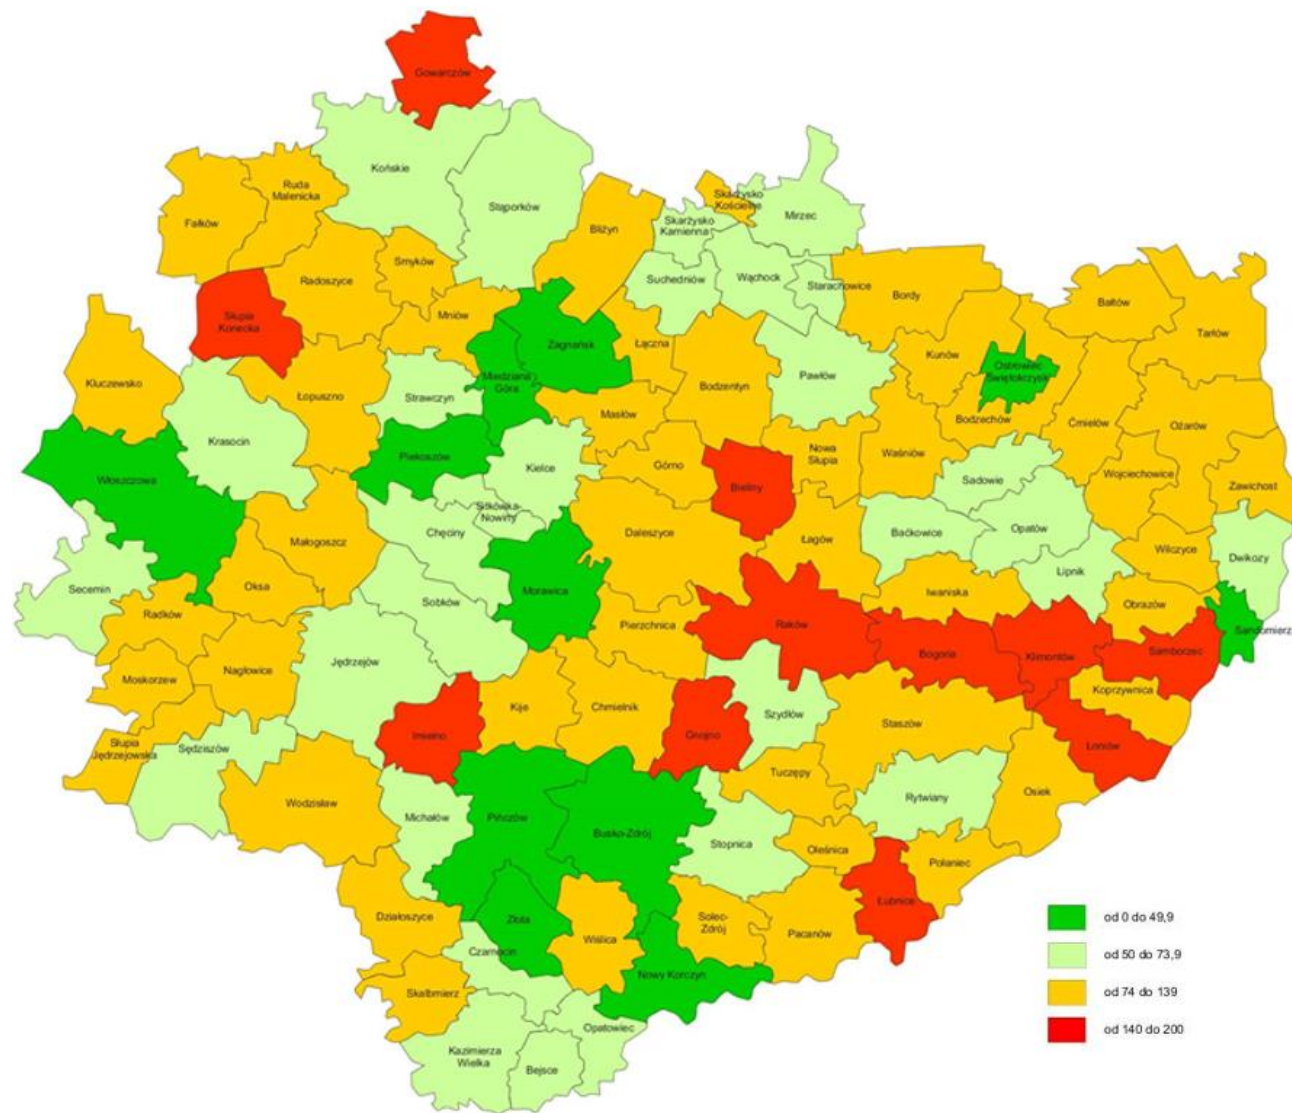 Gowarczów
Końskie
Stąporków
Ruda
Malenicka
Fałków
Skarżysko
Kościelne
Mirzec
Skarżysko
Kamienna
Bliżyn
Smyków
Radoszyce
Suchedniów
Wąchock
Starachowice
Bordy
Bałtów
Tarłów
Słupia
Konecka
Mniów
Zagnańsk
Łączna
Kunów
Ostrowiec
Świętokrzyski
Kluczewsko
Miedziana
Góra
Pawłów
Bodzentyn
Łopuszno
Strawczyn
Masłów
Bodzechów
Ćmielów
Ożarów
Krasocin
Piekoszów
Kielce
Górno
Nowa
Słupia
Waśniów
Wojciechowice
Zawichost
Włoszczowa
Bieliny
Sadowie
Sitkówka-
Nowiny
Chęciny
Małogoszcz
Daleszyce
Łagów
Baćkowice
Opatów
Wilczyce
Dwikozy
Lipnik
Secemin
Oksa
Morawica
Sobków
Iwaniska
Obrazów
Radków
Pierzchnica
Raków
Sandomierz
Bogoria
Klimontów
Samborzec
Jędrzejów
Nagłowice
Moskorzew
Koprzywnica
Kije
Chmielnik
Szydłów
Staszów
Imielno
Gnojno
Łoniów
Słupia
Jędrzejowska
Sędziszów
Tuczępy
Rytwiany
Osiek
Wodzisław
Michałów
Pińczów
Busko-Zdrój
Stopnica
Oleśnica
Połaniec
Łubnice
Działoszyce
Złota
Wiślica
Solec-
Zdrój
Pacanów
Czarnocin
Nowy Korczyn
Skalbmierz
Opatowiec
Kazimierza
Wielka
Bejsce
od 0 do 49,9
od 50 do 73,9
od 74 do 139
od 140 do 200